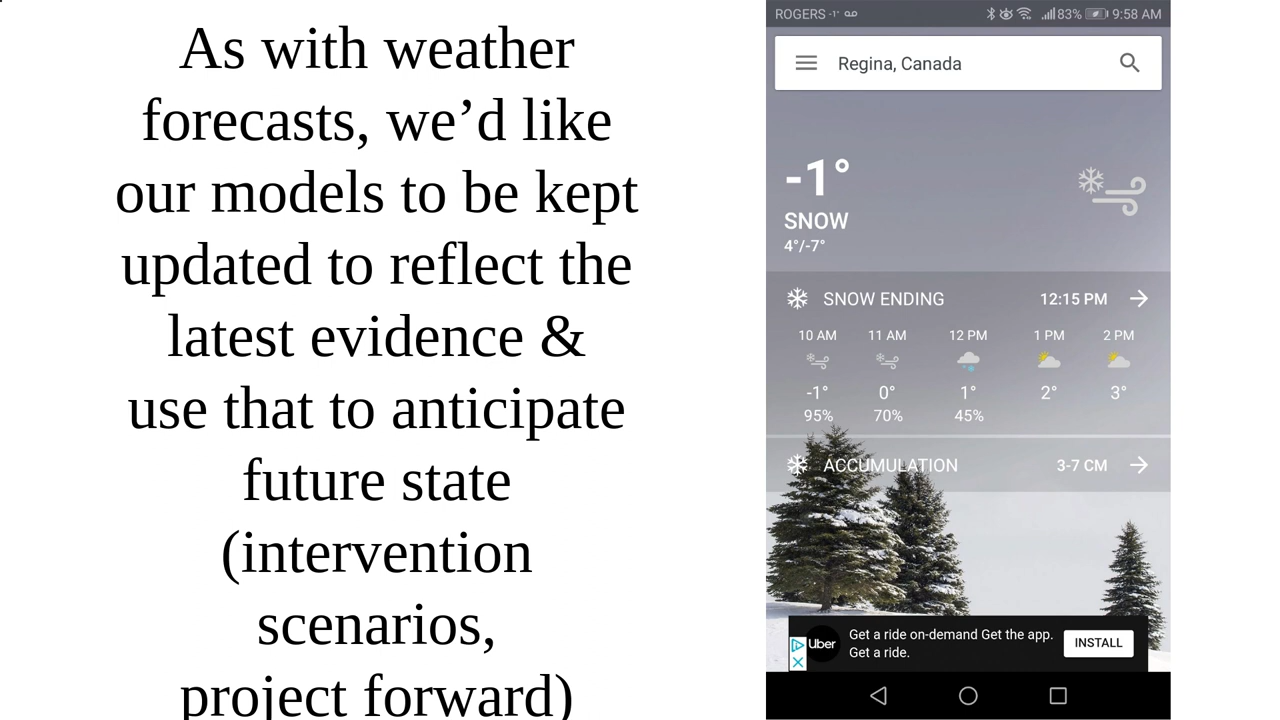 As with weather
forecasts, we’d like
our models to be kept
updated to reflect the
latest evidence &
use that to anticipate
future state
(intervention
scenarios,
project forward)
ROGERS -1° 83% 9:58 AM
Regina, Canada
-1°
SNOW
4°/-7°
SNOW ENDING 12:15 PM
10 AM 11 AM 12 PM 1 PM 2 PM
-1° 0° 1° 2° 3°
95% 70% 45%
ACCUMULATION 3-7 CM
Uber
Get a ride on-demand Get the app.
Get a ride.
INSTALL